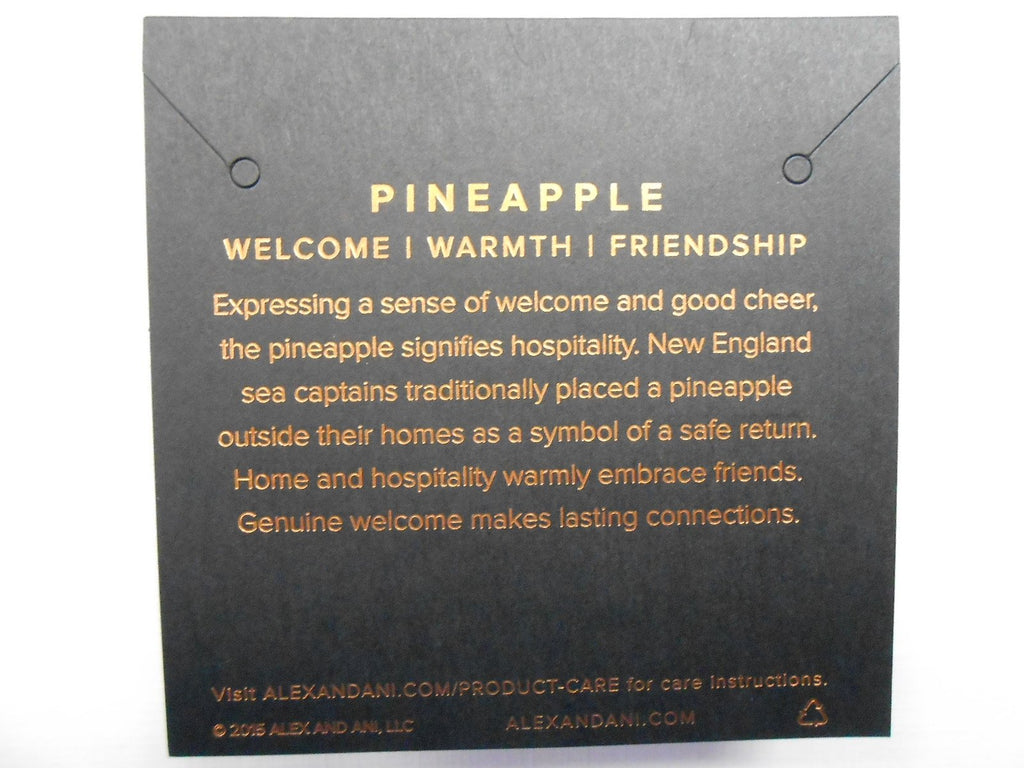 PINEAPPLE
WELCOME | WARMTH | FRIENDSHIP
Expressing a sense of welcome and good cheer,
the pineapple signifies hospitality. New England
sea captains traditionally placed a pineapple
outside their homes as a symbol of a safe return.
Home and hospitality warmly embrace friends.
Genuine welcome makes lasting connections.
Visit ALEXANDANI.COM/PRODUCT-CARE for care instructions.
© 2015 ALEX AND ANI, LLC ALEXANDANI.COM